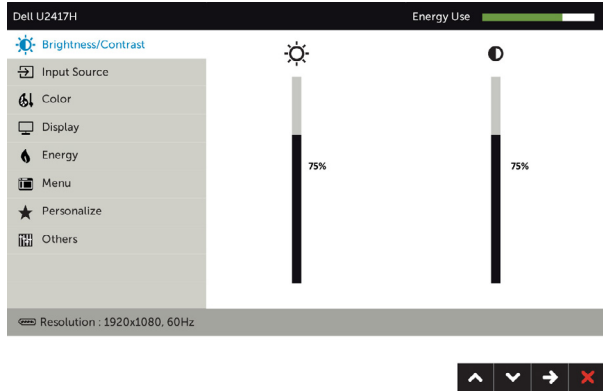 Dell U2417H
Energy Use
Brightness/Contrast
Input Source
Color
Display
Energy
Menu
Personalize
Others
75%
75%
Resolution : 1920x1080, 60Hz